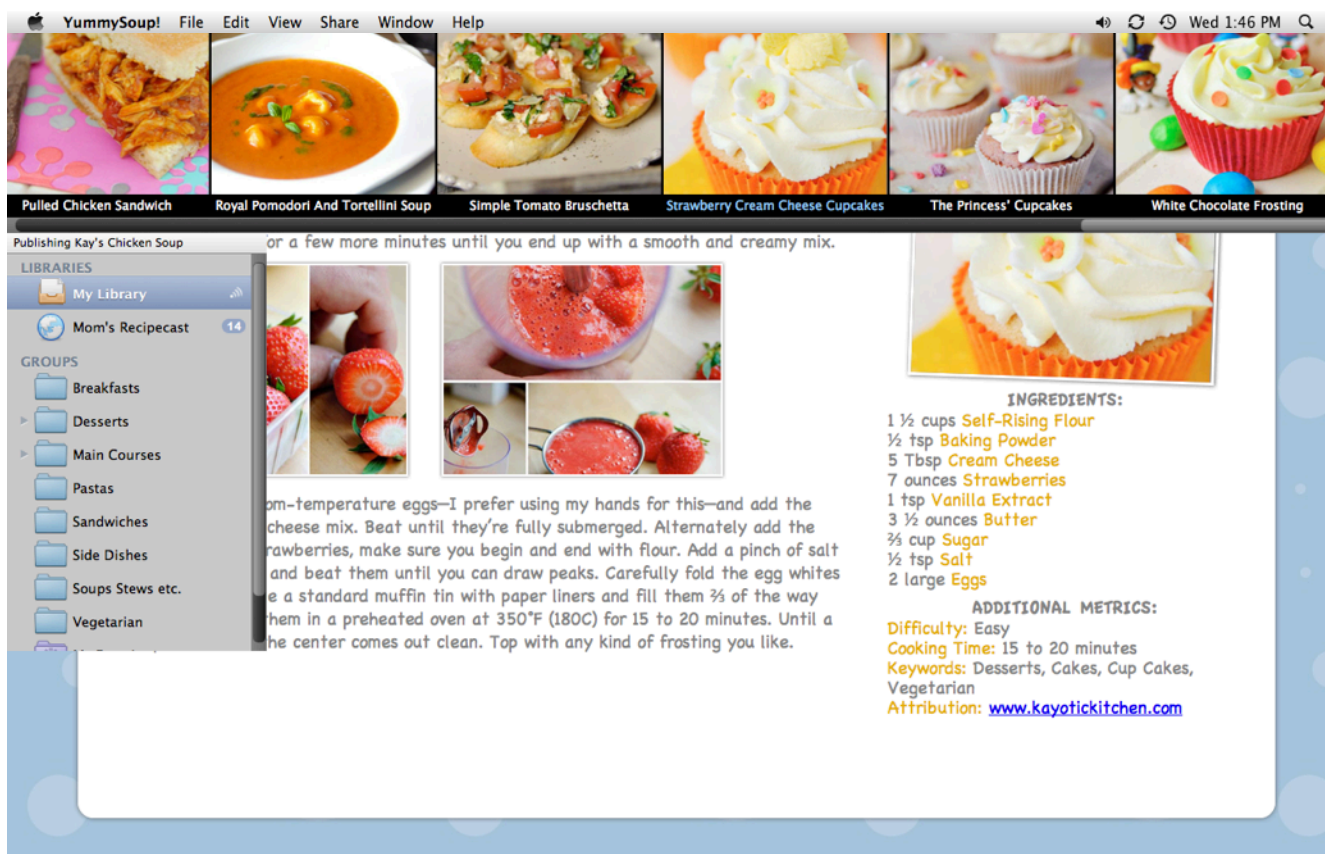 YummySoup! File Edit View Share Window Help Wed 1:46 PM
Pulled Chicken Sandwich Royal Pomodori And Tortellini Soup Simple Tomato Bruschetta Strawberry Cream Cheese Cupcakes The Princess' Cupcakes White Chocolate Frosting
Publishing Kay's Chicken Soup
LIBRARIES
My Library
Mom's Recipecast 14
GROUPS
Breakfasts
Desserts
Main Courses
Pastas
Sandwiches
Side Dishes
Soups Stews etc.
Vegetarian
or a few more minutes until you end up with a smooth and creamy mix.
om-temperature eggs—I prefer using my hands for this—and add the
cheese mix. Beat until they're fully submerged. Alternately add the
rawberries, make sure you begin and end with flour. Add a pinch of salt
and beat them until you can draw peaks. Carefully fold the egg whites
e a standard muffin tin with paper liners and fill them ⅔ of the way
hem in a preheated oven at 350°F (180C) for 15 to 20 minutes. Until a
he center comes out clean. Top with any kind of frosting you like.
INGREDIENTS:
1 ½ cups Self-Rising Flour
½ tsp Baking Powder
5 Tbsp Cream Cheese
7 ounces Strawberries
1 tsp Vanilla Extract
3 ½ ounces Butter
⅔ cup Sugar
½ tsp Salt
2 large Eggs
ADDITIONAL METRICS:
Difficulty: Easy
Cooking Time: 15 to 20 minutes
Keywords: Desserts, Cakes, Cup Cakes,
Vegetarian
Attribution: www.kayotickitchen.com